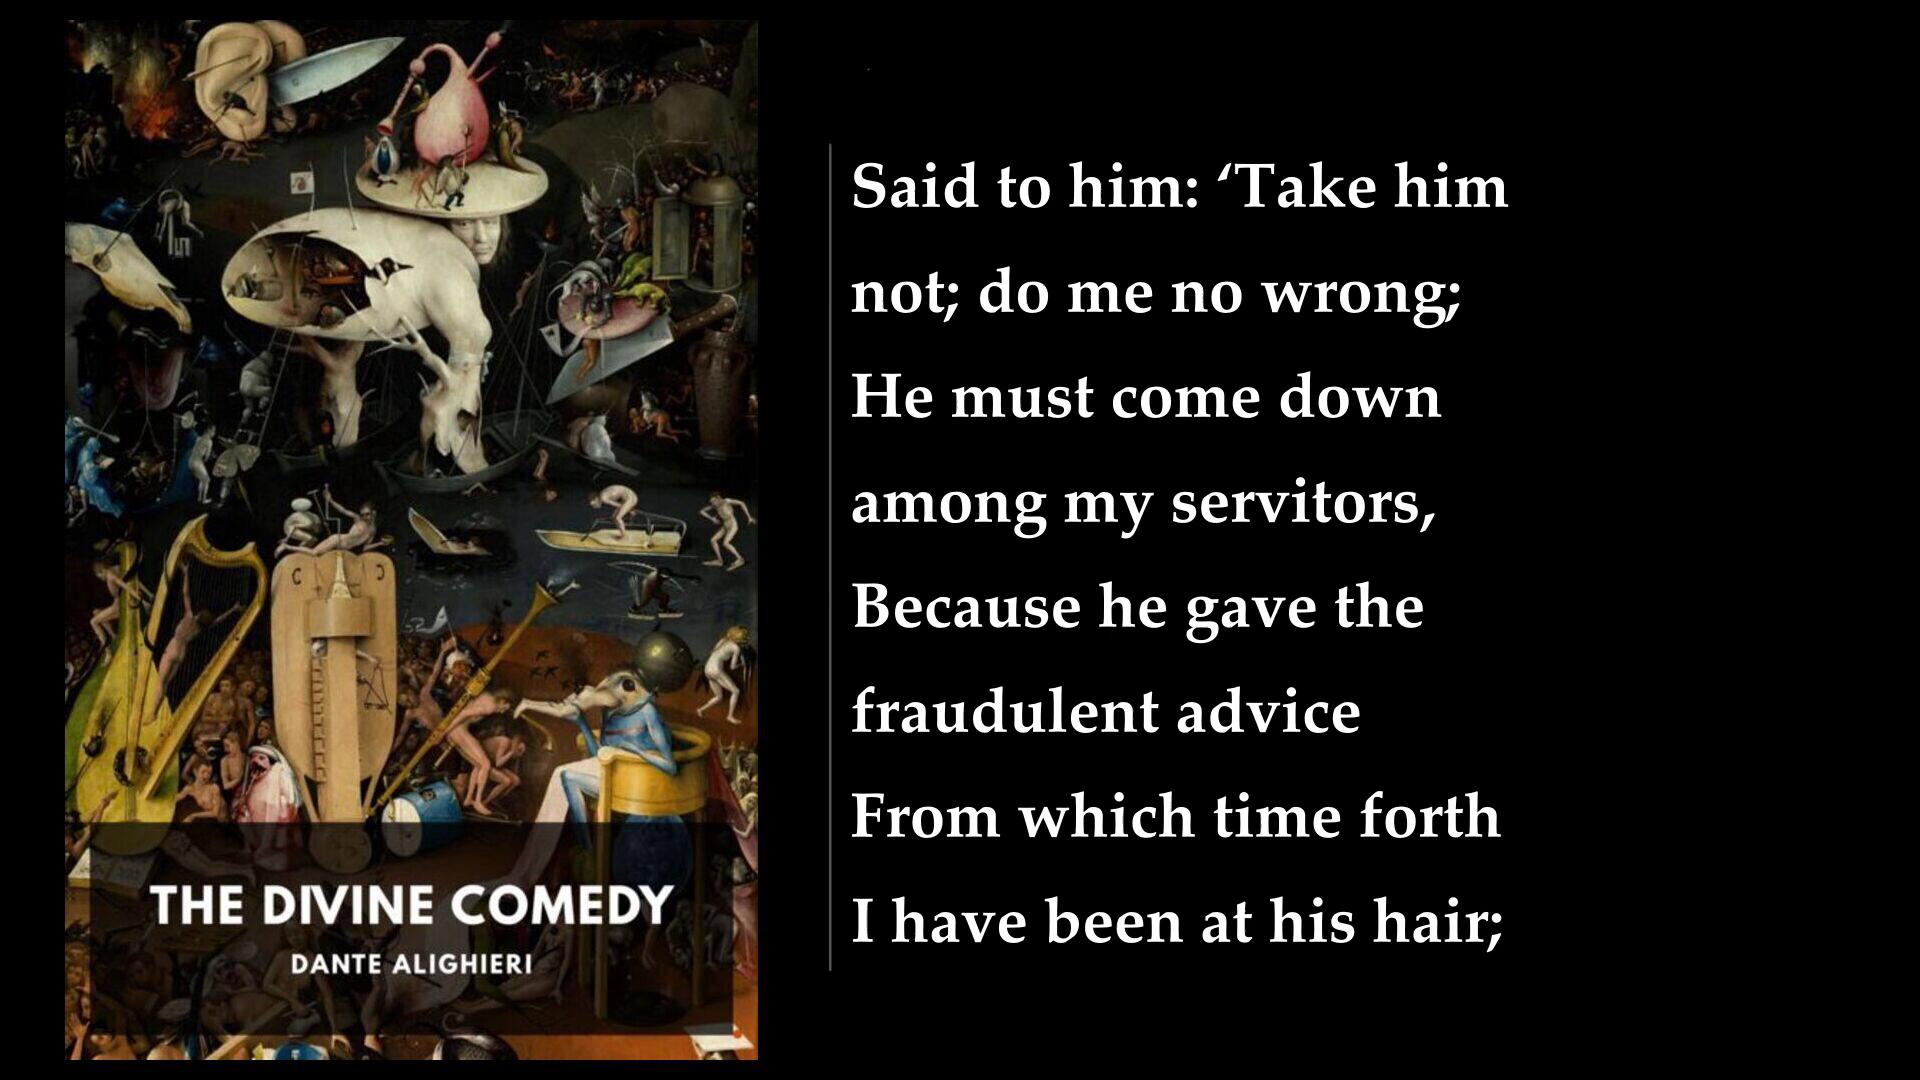 THE DIVINE COMEDY
DANTE ALIGHIERI
Said to him: ‘Take him
not; do me no wrong;
He must come down
among my servitors,
Because he gave the
fraudulent advice
From which time forth
I have been at his hair;